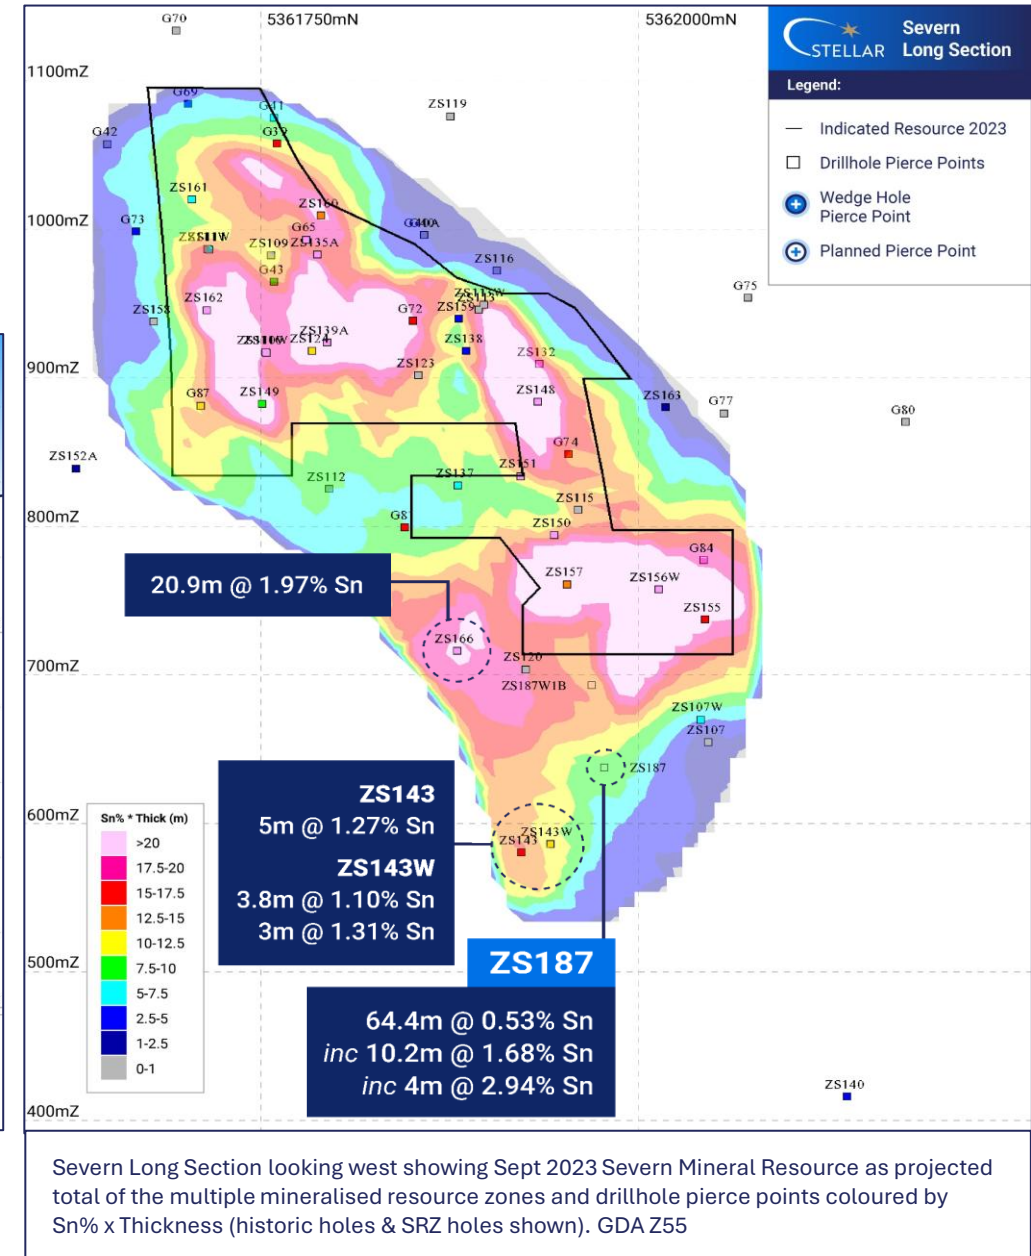 G70
5361750mN
5362000mN
STELLAR
Severn
Long Section
Legend:
Indicated Resource 2023
Drillhole Pierce Points
Wedge Hole
Pierce Point
Planned Pierce Point
1100mZ
G69
G41
ZS119
G42
G39
ZS161
ZS160
1000mZ
G73
G65
ZS109
ZS135A
G43
ZS116
G75
ZS162
ZS158
G72
ZS159
ZS139A
ZS124
ZS138
ZS132
900mZ
ZS123
G87
ZS149
ZS148
ZS163
G77
G80
G74
ZS152A
ZS151
ZS112
ZS137
ZS115
800mZ
ZS150
G84
20.9m @ 1.97% Sn
ZS157
ZS156W
ZS155
ZS166
700mZ
ZS120
ZS187W1B
ZS107W
ZS107
ZS187
600mZ
ZS143
5m @ 1.27% Sn
ZS143W
3.8m @ 1.10% Sn
3m @ 1.31% Sn
ZS143W
ZS143
Sn% * Thick (m)
>20
17.5-20
15-17.5
12.5-15
10-12.5
7.5-10
5-7.5
2.5-5
1-2.5
0-1
500mZ
ZS187
64.4m @ 0.53% Sn
inc 10.2m @ 1.68% Sn
inc 4m @ 2.94% Sn
ZS140
400mZ
Severn Long Section looking west showing Sept 2023 Severn Mineral Resource as projected
total of the multiple mineralised resource zones and drillhole pierce points coloured by
Sn% x Thickness (historic holes & SRZ holes shown). GDA Z55